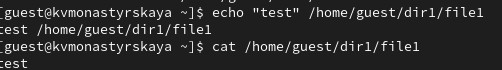 [guest@kvmonastyrskaya ~]$ echo "test" /home/guest/dir1/file1
test /home/guest/dir1/file1
[guest@kvmonastyrskaya ~]$ cat /home/guest/dir1/file1
test